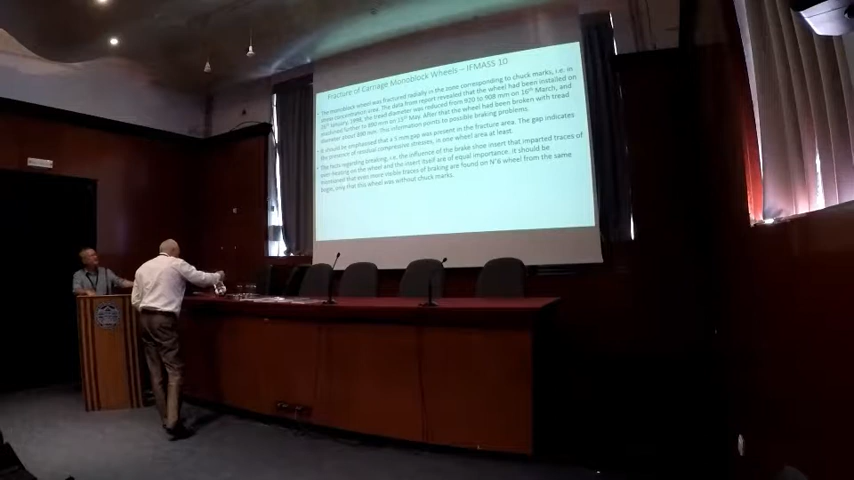 Fracture of Carriage Monoblock Wheels – IFMASS 10
• The monoblock wheel was fractured radially in the zone corresponding to chuck marks, i.e. in
stress concentration area. The data from report revealed that the wheel had been installed on
26th January, 1998, the tread diameter was reduced from 920 to 908 mm on 16th March, and
modified further to 890 mm on 15th May. After that the wheel had been broken with tread
diameter about 890 mm. This information points to possible braking problems.
• It should be emphasised that a 5 mm gap was present in the fracture area. The gap indicates
the presence of residual compressive stresses, in one wheel area at least.
• The facts regarding breaking, i.e. the influence of the brake shoe insert that imparted traces of
over heating on the wheel and the insert itself are of equal importance. It should be
mentioned that even more visible traces of braking are found on N°6 wheel from the same
bogie, only that this wheel was without chuck marks.